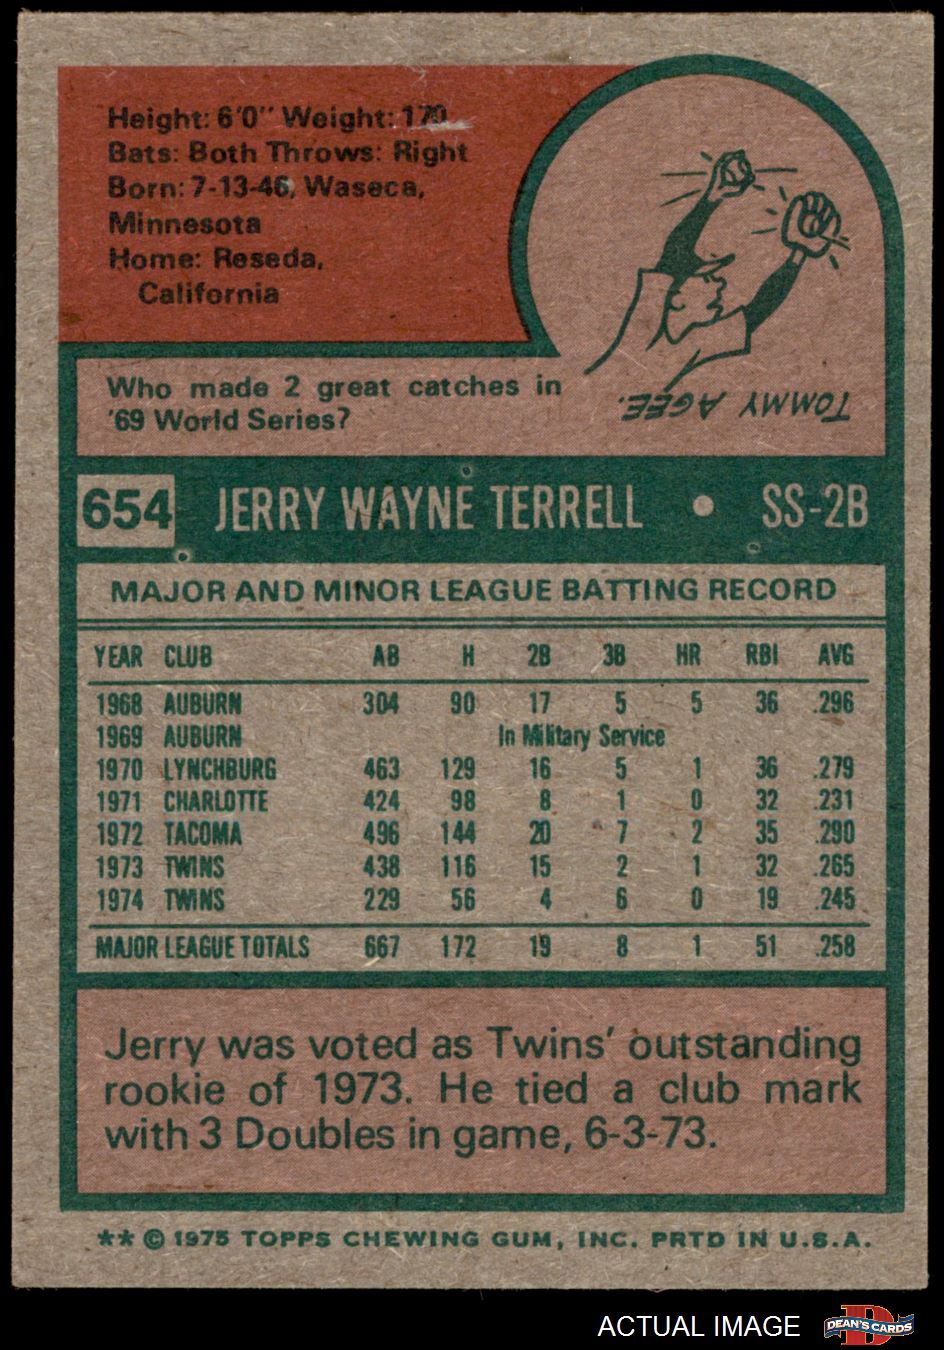 Height: 6'0" Weight: 170
Bats: Both Throws: Right
Born: 7-13-46, Waseca,
Minnesota
Home: Reseda,
California
TOMMY AGEE.
Who made 2 great catches in
'69 World Series?
654 JERRY WAYNE TERRELL • SS-2B
MAJOR AND MINOR LEAGUE BATTING RECORD
YEAR CLUB AB H 2B 3B HR RBI AVG
1968 AUBURN 304 90 17 5 5 36 .296
1969 AUBURN In Military Service
1970 LYNCHBURG 463 129 16 5 1 36 .279
1971 CHARLOTTE 424 98 8 1 0 32 .231
1972 TACOMA 496 144 20 7 2 35 .290
1973 TWINS 438 116 15 2 1 32 .265
1974 TWINS 229 56 4 6 0 19 .245
MAJOR LEAGUE TOTALS 667 172 19 8 1 51 .258
Jerry was voted as Twins' outstanding
rookie of 1973. He tied a club mark
with 3 Doubles in game, 6-3-73.
** © 1975 TOPPS CHEWING GUM, INC. PRTD IN U.S.A.
ACTUAL IMAGE DEAN'S CARDS